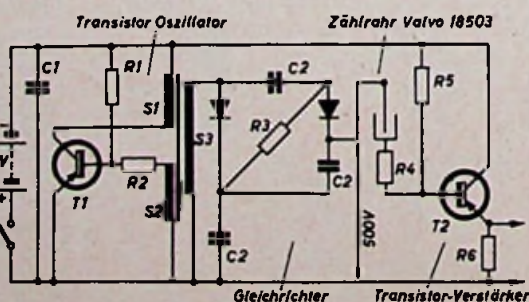 Transistor Oszillator
Zählrohr Valvo 18503
C1
R1
S1
C2
R5
S3
R3
V
R2
C2
R4
T1
S2
T2
C2
500V
R6
Gleichrichter
Transistor-Verstärker